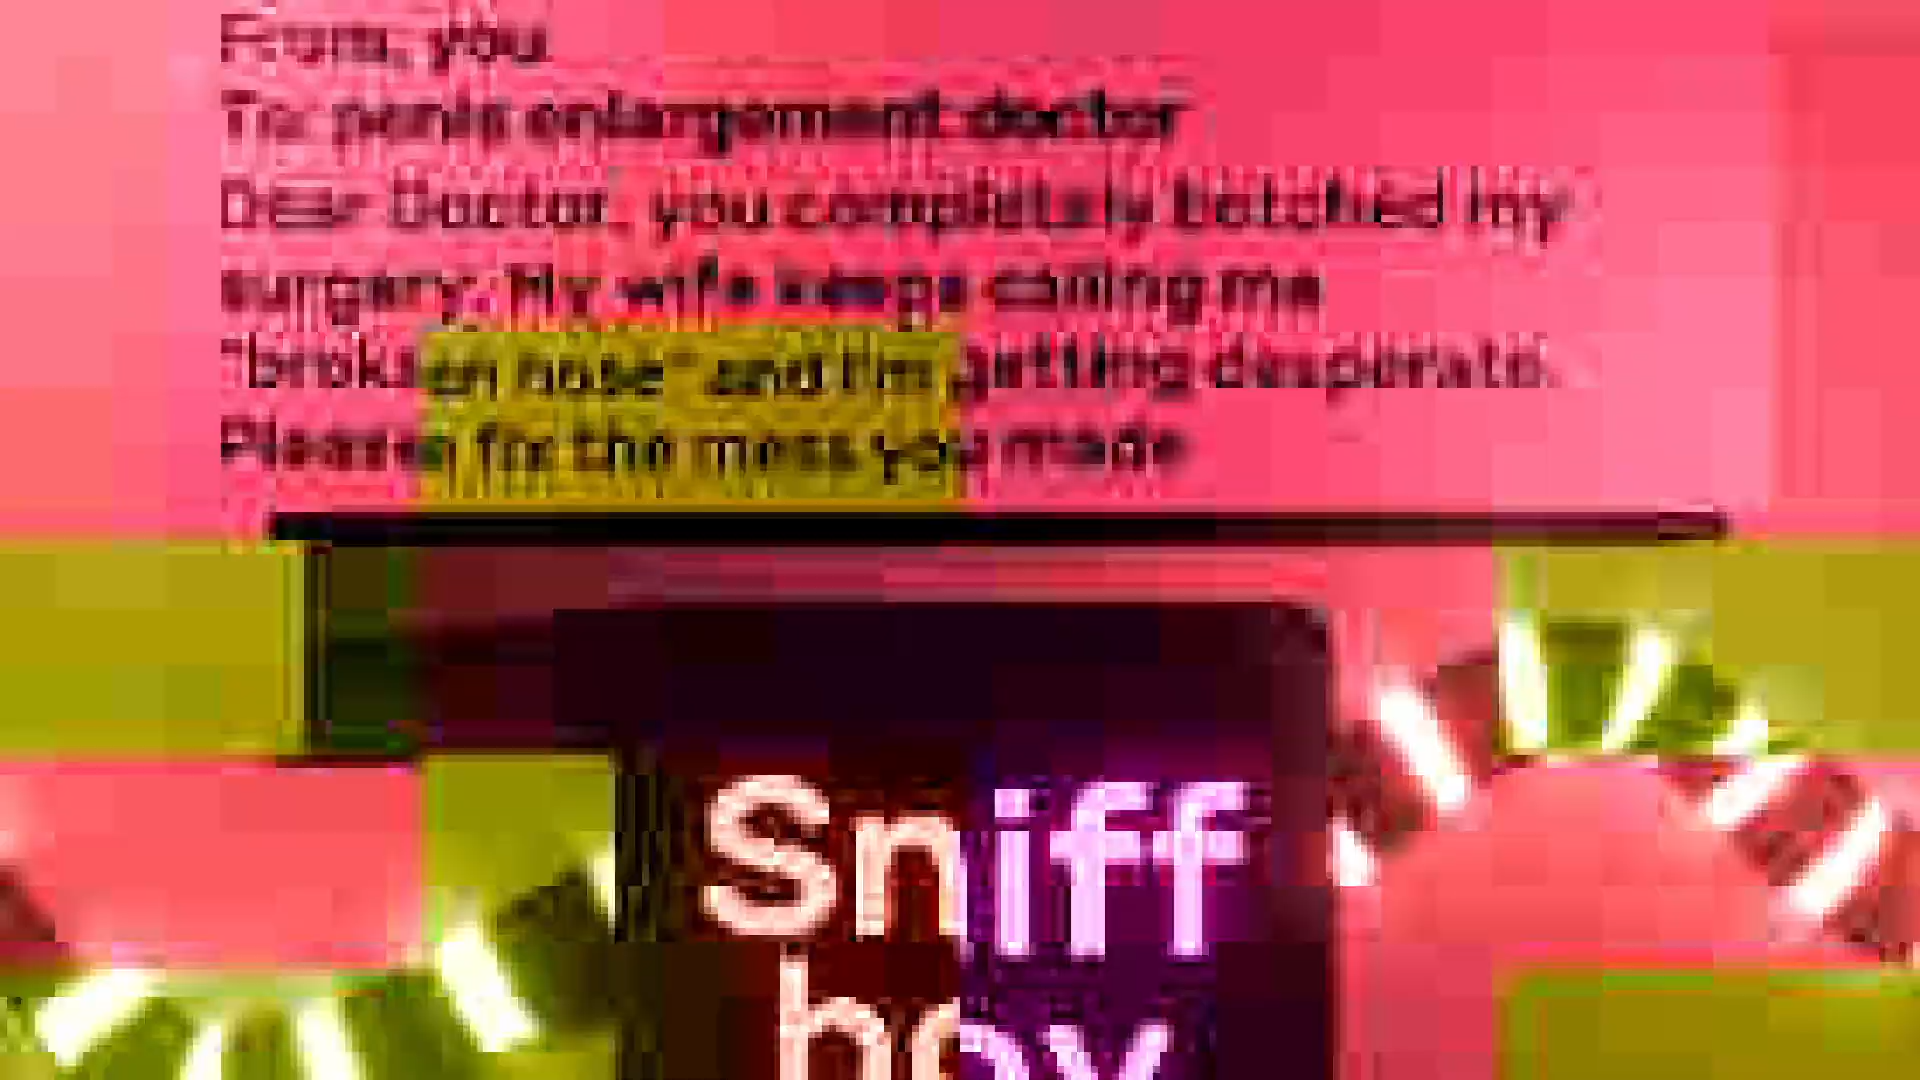 From: you
To: penis enlargement doctor
Dear Doctor, you completely botched my
surgery. My wife keeps calling me
"broken hose" and I'm getting desperate.
Please fix the mess you made
Sniff
boy